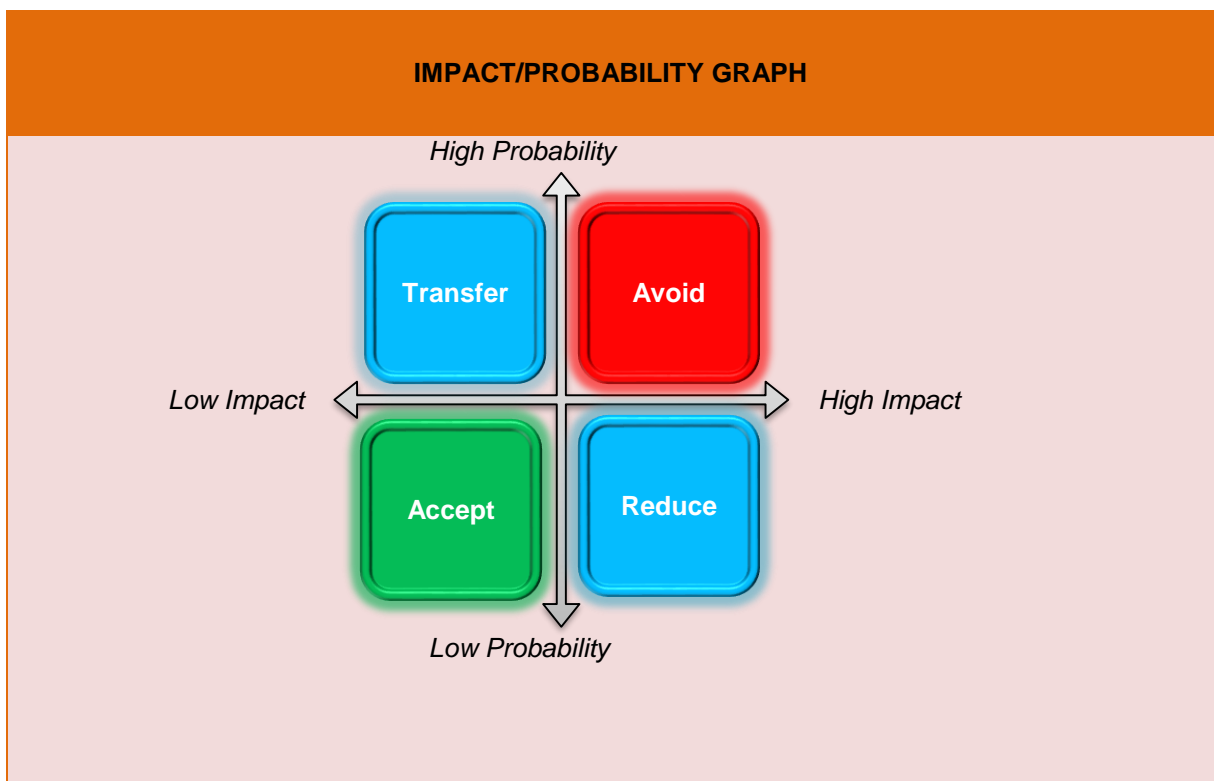 IMPACT/PROBABILITY GRAPH
High Probability
Transfer
Avoid
Low Impact
High Impact
Accept
Reduce
Low Probability